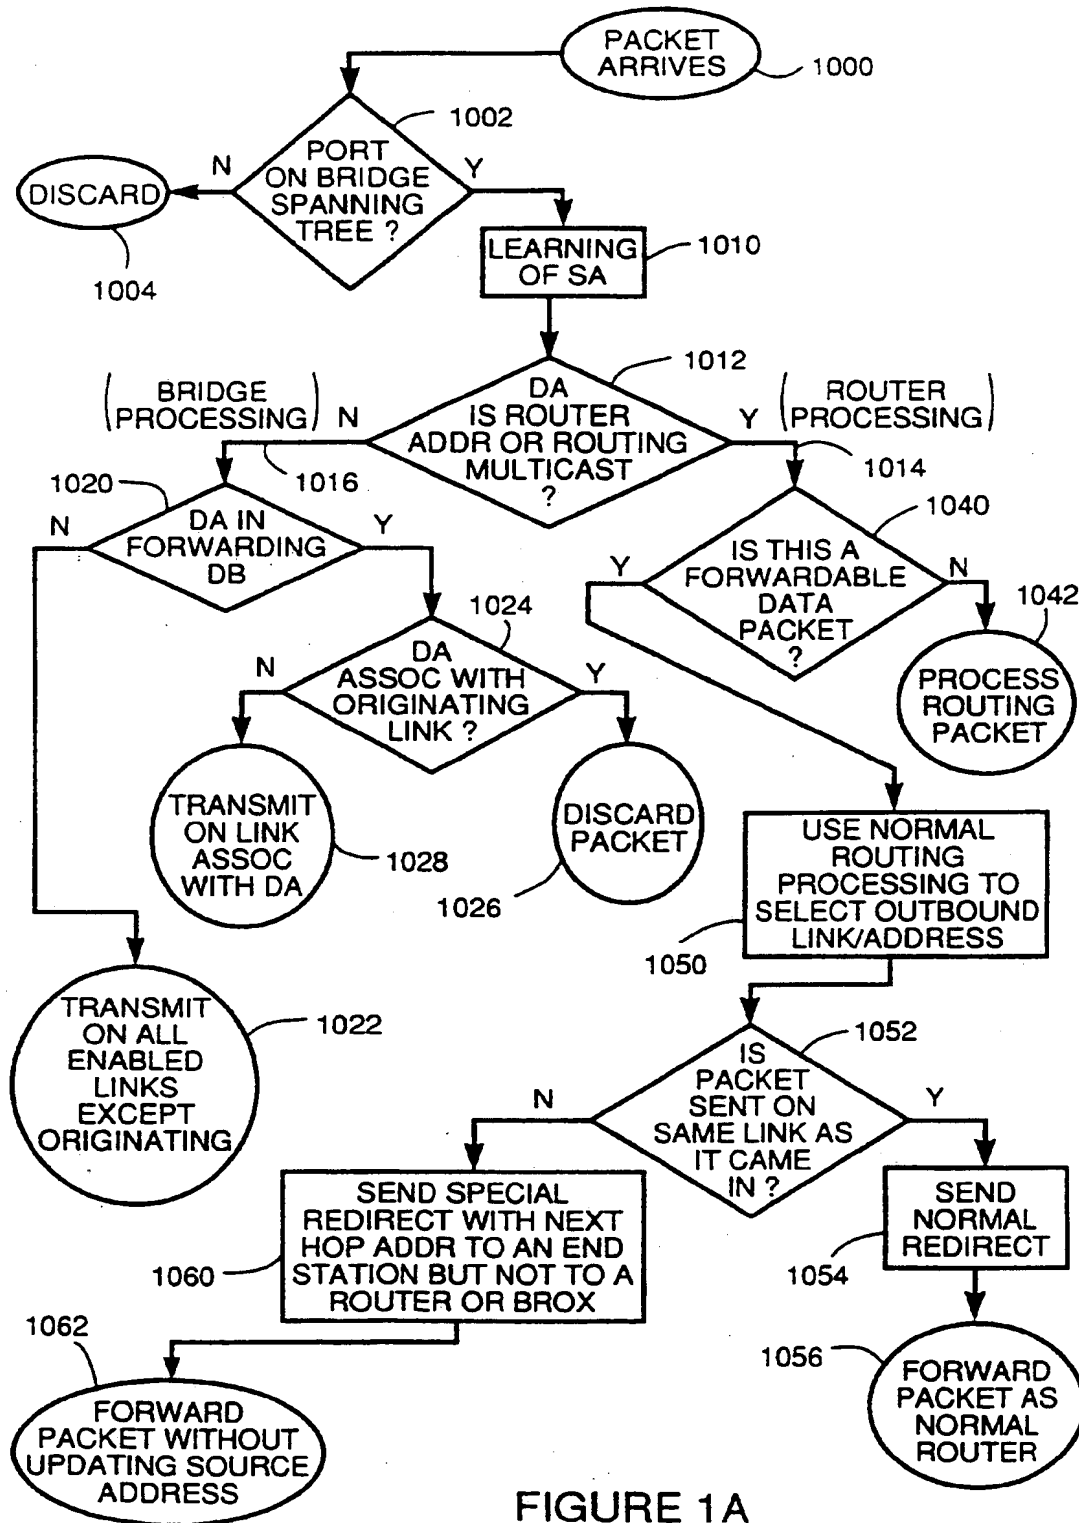 PACKET
ARRIVES
1000
1002
PORT
ON BRIDGE
SPANNING
TREE ?
N
Y
DISCARD
1004
LEARNING
OF SA
1010
1012
DA
IS ROUTER
ADDR OR ROUTING
MULTICAST
?
(BRIDGE
PROCESSING)
N
Y
(ROUTER
PROCESSING)
1016
1014
1020
DA IN
FORWARDING
DB
N
Y
1040
IS THIS A
FORWARDABLE
DATA
PACKET
?
Y
N
1042
PROCESS
ROUTING
PACKET
1024
DA
ASSOC WITH
ORIGINATING
LINK ?
N
Y
TRANSMIT
ON LINK
ASSOC
WITH DA
1028
DISCARD
PACKET
1026
USE NORMAL
ROUTING
PROCESSING TO
SELECT OUTBOUND
LINK/ADDRESS
1050
TRANSMIT
ON ALL
ENABLED
LINKS
EXCEPT
ORIGINATING
1022
1052
IS
PACKET
SENT ON
SAME LINK AS
IT CAME
IN ?
N
Y
SEND SPECIAL
REDIRECT WITH NEXT
HOP ADDR TO AN END
STATION BUT NOT TO A
ROUTER OR BROX
1060
SEND
NORMAL
REDIRECT
1054
1062
FORWARD
PACKET WITHOUT
UPDATING SOURCE
ADDRESS
1056
FORWARD
PACKET AS
NORMAL
ROUTER
FIGURE 1A